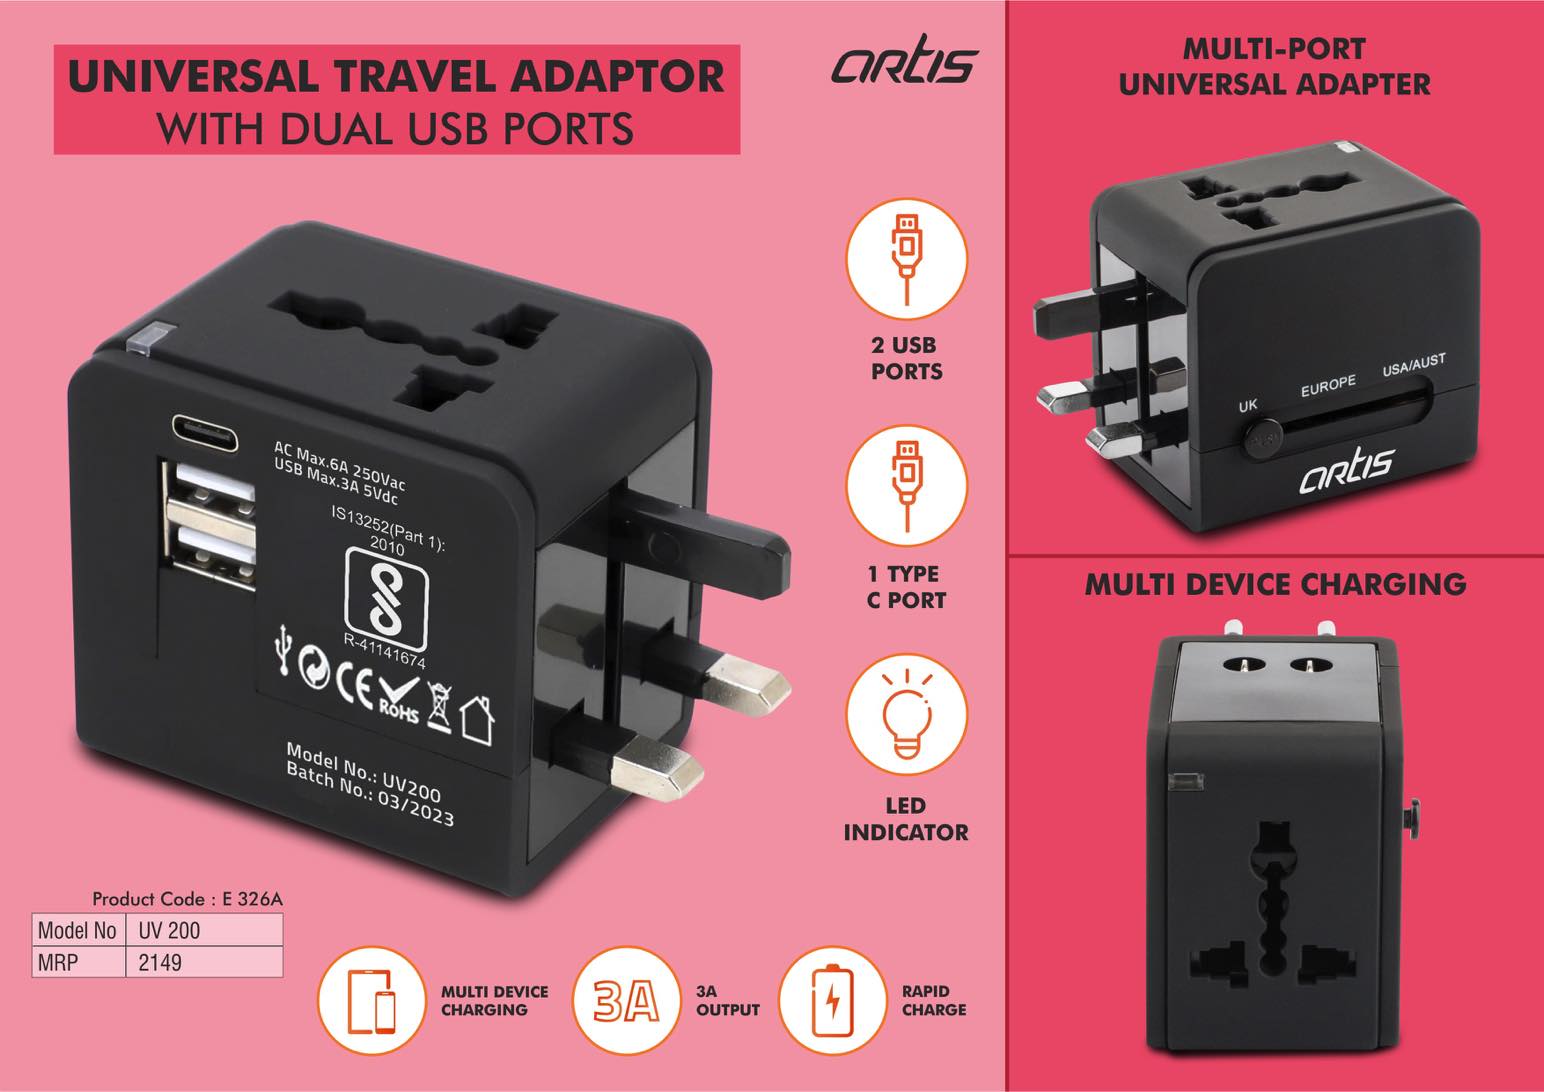 UNIVERSAL TRAVEL ADAPTOR
WITH DUAL USB PORTS
artis
AC Max.6A 250Vac
USB Max.3A 5Vdc
IS13252(Part 1):
2010
R-41141674
CE
RoHS
Model No.: UV200
Batch No.: 03/2023
2 USB
PORTS
1 TYPE
C PORT
LED
INDICATOR
Product Code : E 326A
Model No UV 200
MRP 2149
MULTI DEVICE
CHARGING
3A
3A
OUTPUT
RAPID
CHARGE
MULTI-PORT
UNIVERSAL ADAPTER
UK EUROPE USA/AUST
artis
MULTI DEVICE CHARGING